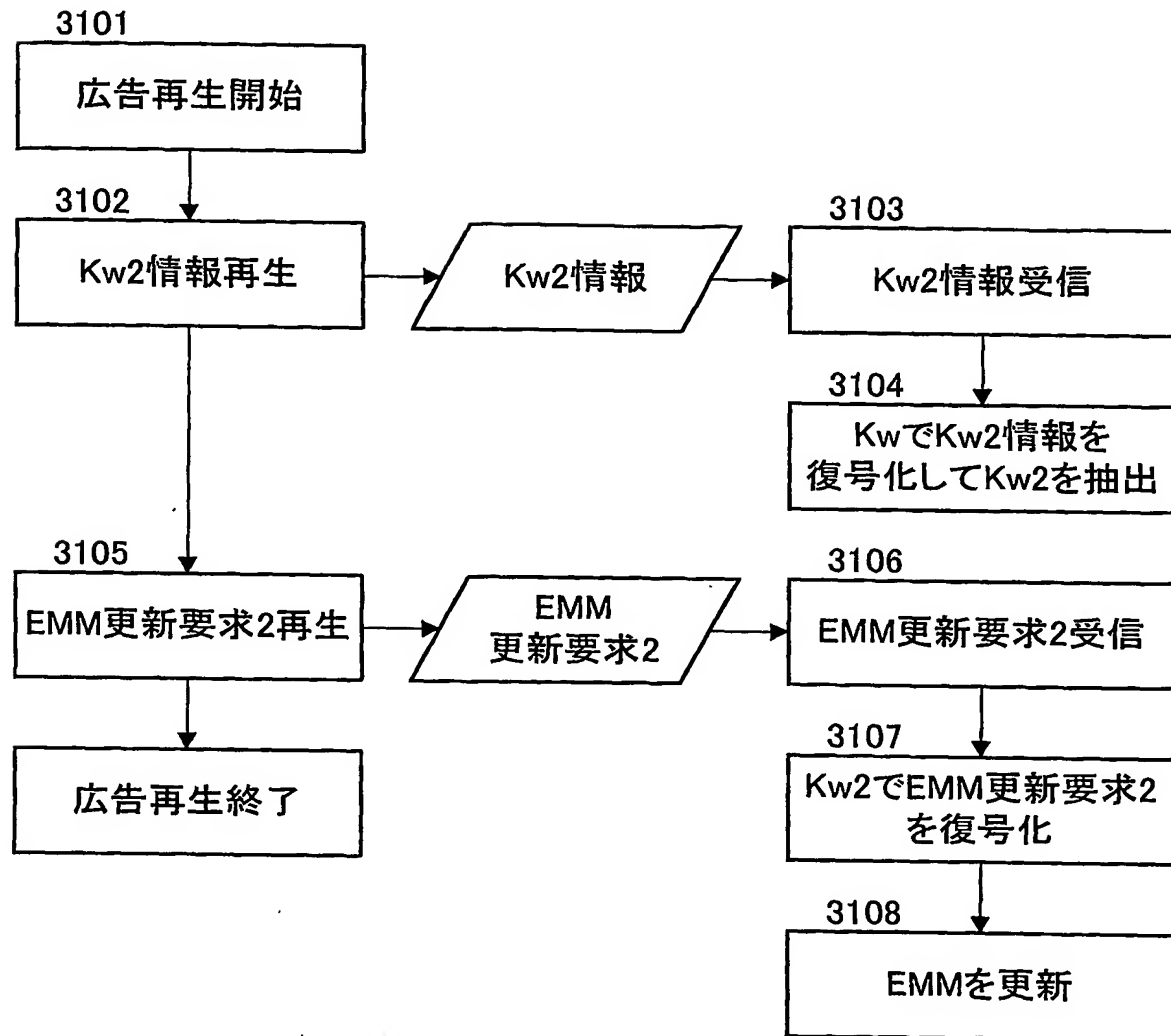 3101
広告再生開始
3102
Kw2情報再生
Kw2情報
3103
Kw2情報受信
3104
KwでKw2情報を
復号化してKw2を抽出
3105
EMM更新要求2再生
EMM
更新要求2
3106
EMM更新要求2受信
広告再生終了
3107
Kw2でEMM更新要求2
を復号化
3108
EMMを更新